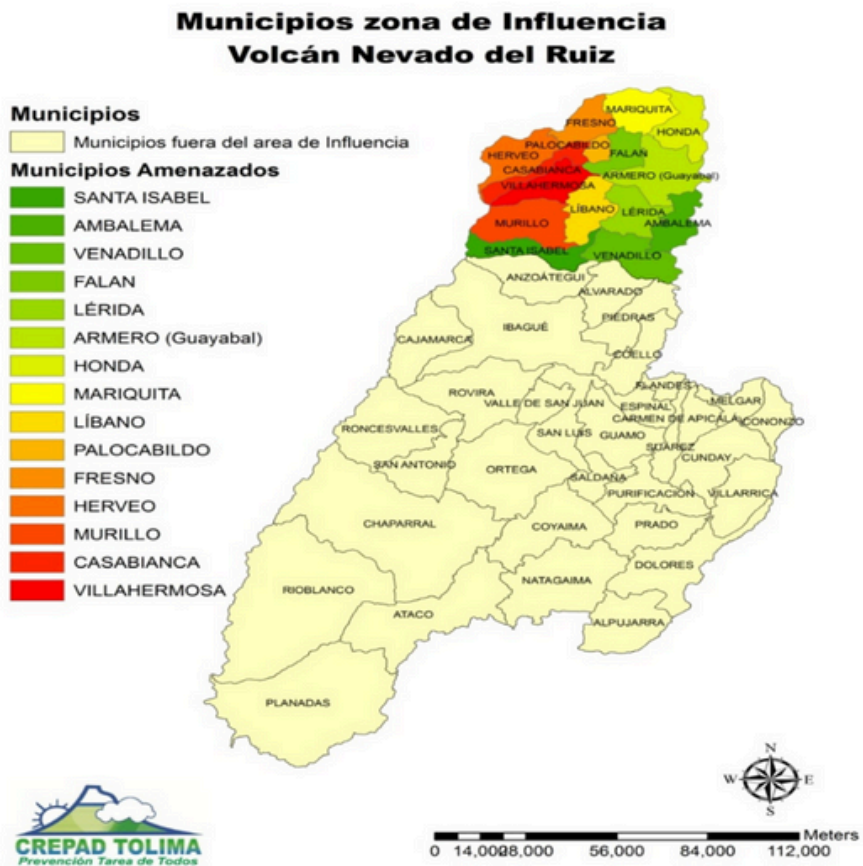 Municipios zona de Influencia
Volcán Nevado del Ruiz
Municipios
Municipios fuera del area de Influencia
Municipios Amenazados
SANTA ISABEL
AMBALEMA
VENADILLO
FALAN
LÉRIDA
ARMERO (Guayabal)
HONDA
MARIQUITA
LÍBANO
PALOCABILDO
FRESNO
HERVEO
MURILLO
CASABIANCA
VILLAHERMOSA
MARIQUITA
FRESNO
HONDA
PALOCABILDO
FALAN
HERVEO
CASABIANCA
ARMERO (Guayabal)
VILLAHERMOSA
LÍBANO
LÉRIDA
MURILLO
AMBALEMA
SANTA ISABEL
VENADILLO
ANZOÁTEGUI
ALVARADO
PIEDRAS
IBAGUÉ
CAJAMARCA
COELLO
FLANDES
ROVIRA
VALLE DE SAN JUAN
ESPINAL
MELGAR
CARMEN DE APICALÁ
ICONONZO
RONCESVALLES
SAN LUIS
GUAMO
SUÁREZ
CUNDAY
SAN ANTONIO
ORTEGA
SALDAÑA
PURIFICACIÓN
VILLARRICA
CHAPARRAL
COYAIMA
PRADO
DOLORES
RIOBLANCO
NATAGAIMA
ATACO
ALPUJARRA
PLANADAS
N
W
E
S
CREPAD TOLIMA
Prevención Tarea de Todos
Meters
0 14,000 28,000 56,000 84,000 112,000